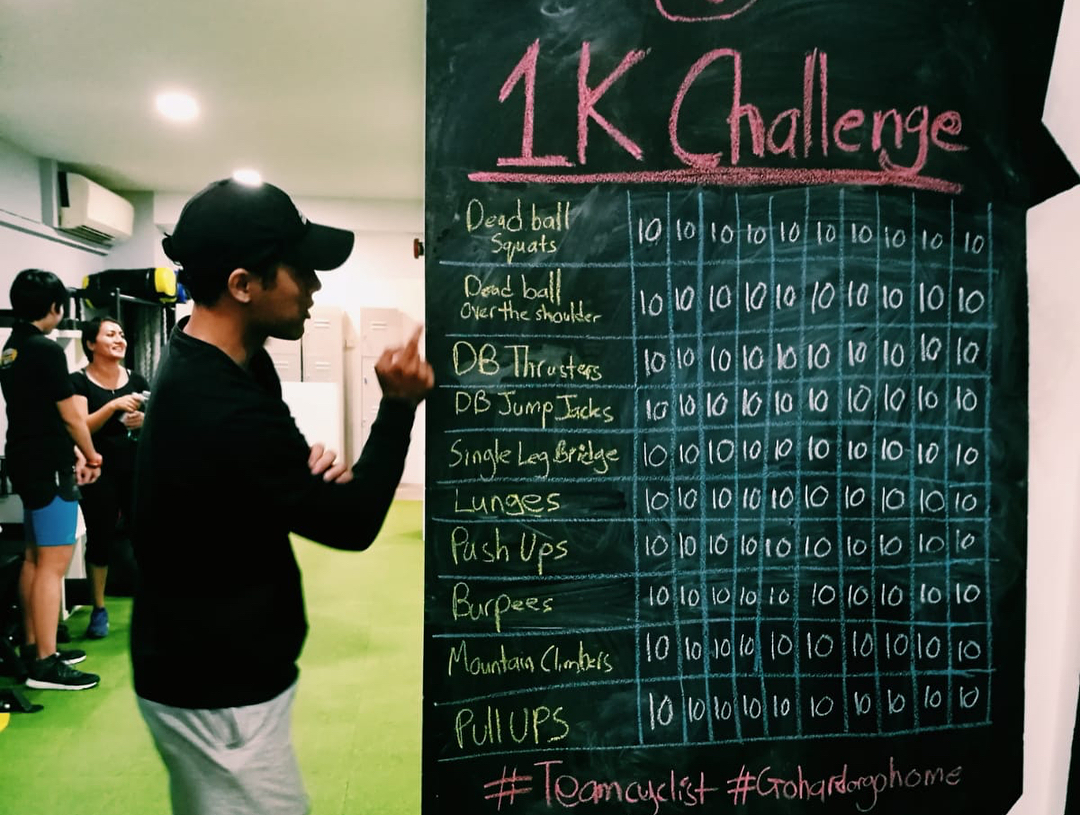 1K Challenge
Dead ball
Squats
10 10 10 10 10 10 10 10 10 10
Dead ball
Over the shoulder
10 10 10 10 10 10 10 10 10 10
DB Thrusters 10 10 10 10 10 10 10 10 10 10
DB Jump Jacks 10 10 10 10 10 10 10 10 10 10
Single Leg Bridge 10 10 10 10 10 10 10 10 10 10
Lunges 10 10 10 10 10 10 10 10 10 10
Push Ups 10 10 10 10 10 10 10 10 10 10
Burpees 10 10 10 10 10 10 10 10 10 10
Mountain Climbers 10 10 10 10 10 10 10 10 10 10
Pull UPS 10 10 10 10 10 10 10 10 10 10
#Teamcyclist #Gohardorgohome